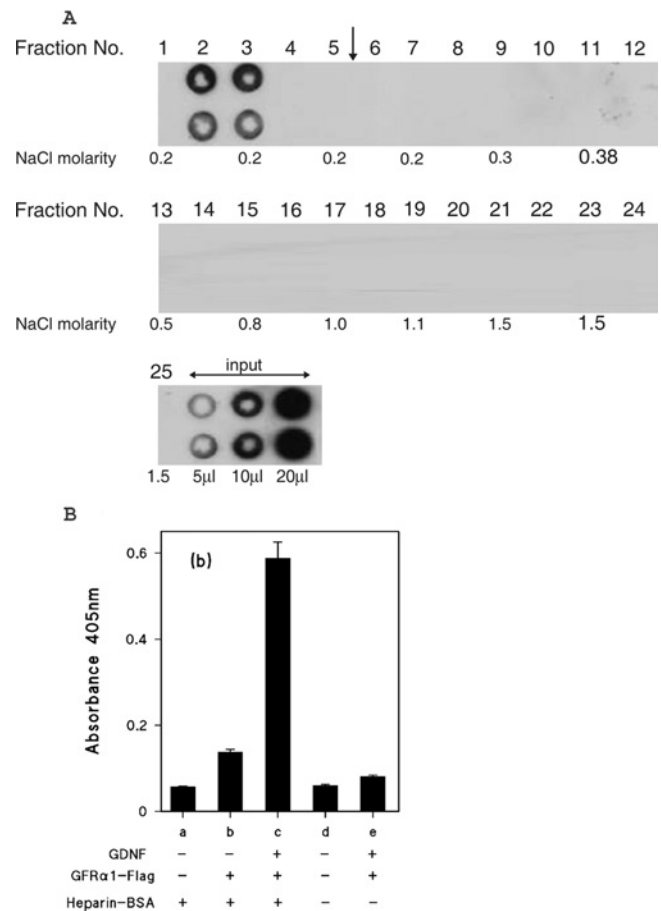 A
Fraction No. 1 2 3 4 5 6 7 8 9 10 11 12
NaCl molarity 0.2 0.2 0.2 0.2 0.3 0.38
Fraction No. 13 14 15 16 17 18 19 20 21 22 23 24
NaCl molarity 0.5 0.8 1.0 1.1 1.5 1.5
25 input
1.5 5µl 10µl 20µl
B
(b)
Absorbance 405nm
0.6
0.4
0.2
0
a b c d e
GDNF − − + − +
GFRα1−Flag − + + − +
Heparin−BSA + + + − −